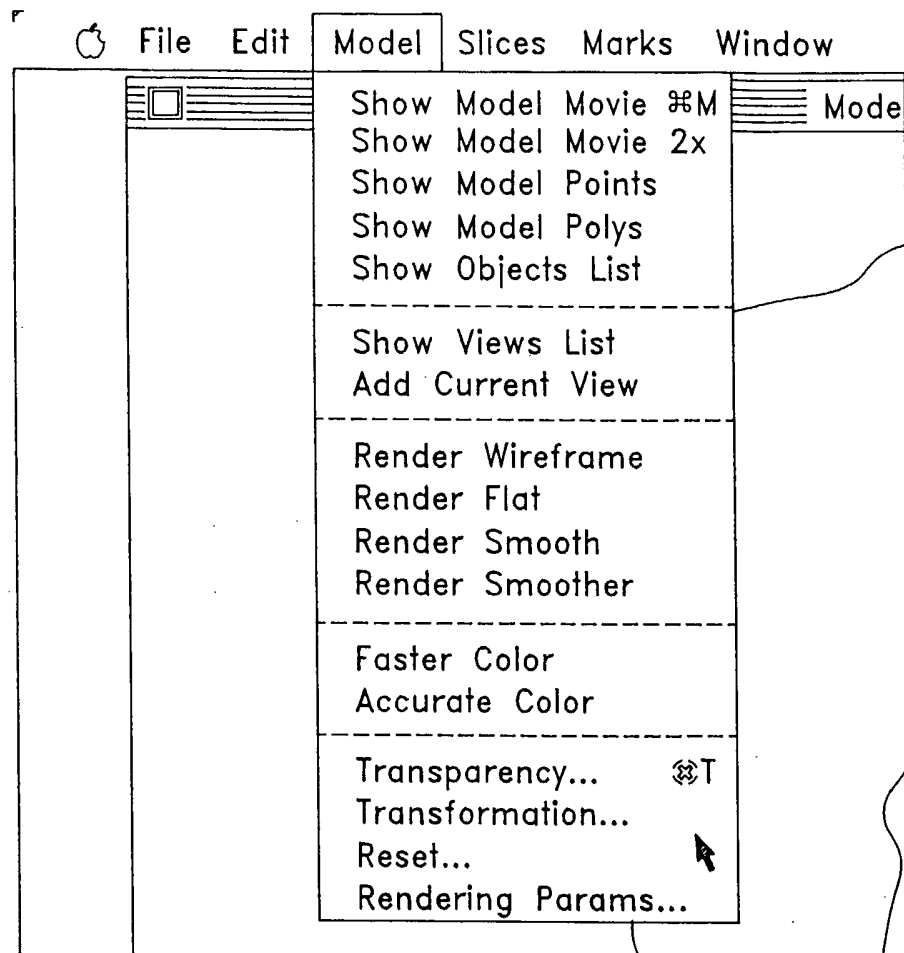 File Edit Model Slices Marks Window
Mode
Show Model Movie ⌘M
Show Model Movie 2x
Show Model Points
Show Model Polys
Show Objects List
Show Views List
Add Current View
Render Wireframe
Render Flat
Render Smooth
Render Smoother
Faster Color
Accurate Color
Transparency... ⌘T
Transformation...
Reset...
Rendering Params...